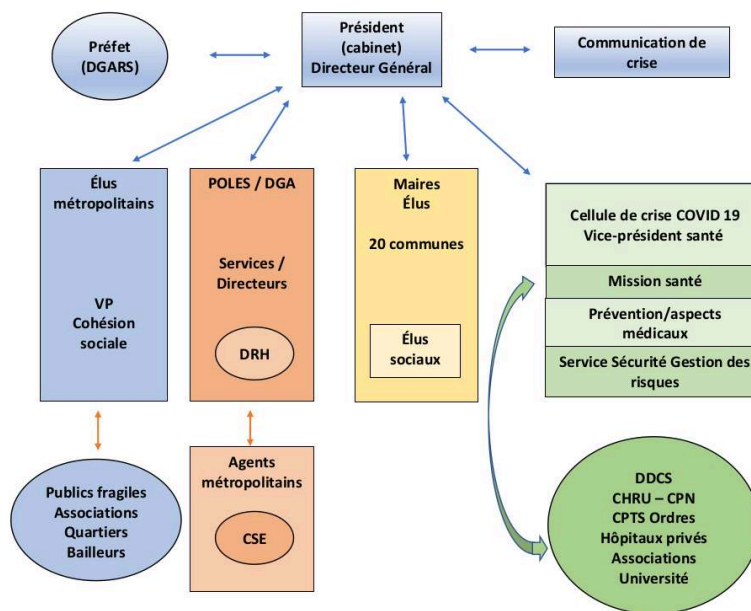 Préfet
(DGARS)
Président
(cabinet)
Directeur Général
Communication de
crise
Élus
métropolitains
VP
Cohésion
sociale
POLES / DGA
Services /
Directeurs
DRH
Maires
Élus
20 communes
Élus
sociaux
Cellule de crise COVID 19
Vice-président santé
Mission santé
Prévention/aspects
médicaux
Service Sécurité Gestion des
risques
Publics fragiles
Associations
Quartiers
Bailleurs
Agents
métropolitains
CSE
DDCS
CHRU – CPN
CPTS Ordres
Hôpitaux privés
Associations
Université